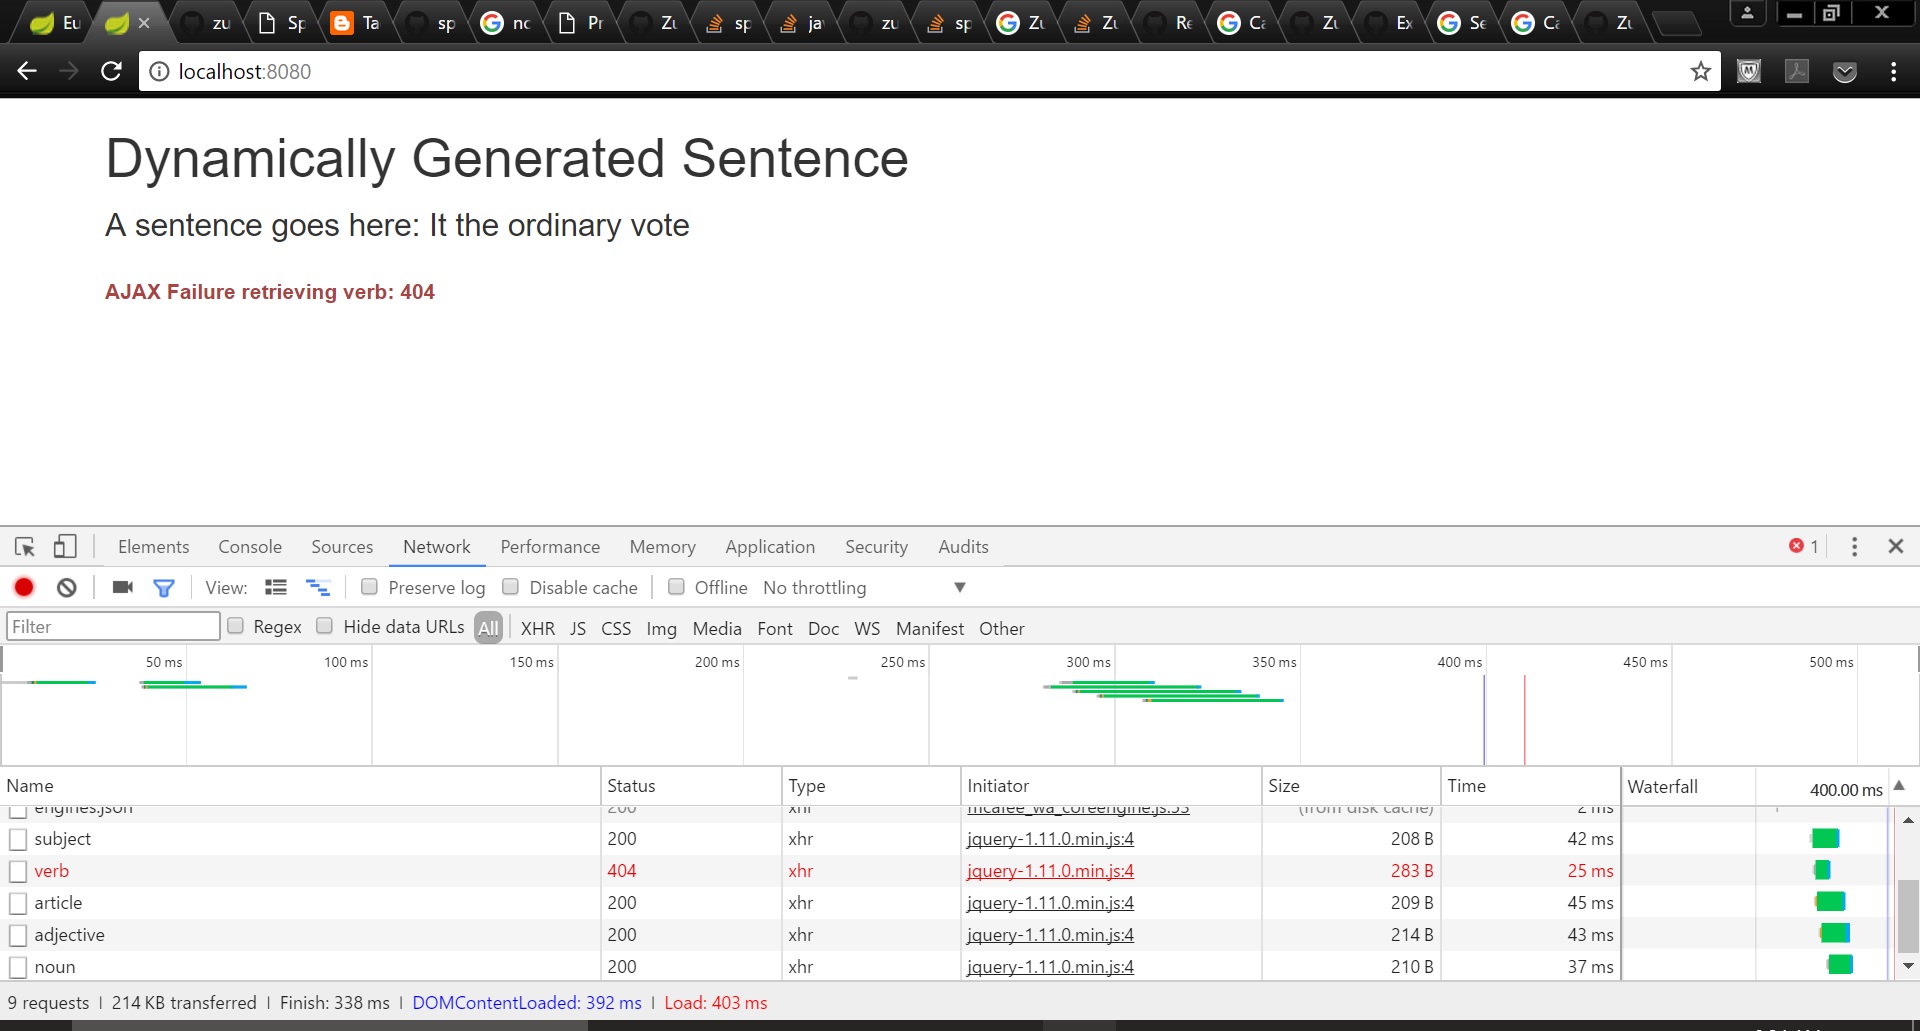 Eu zu Sp Ta sp nc Pr Zu sp ja zu sp Zu Zu Re Ca Zu Ex Se Ca Zu
localhost:8080
Dynamically Generated Sentence
A sentence goes here: It the ordinary vote
AJAX Failure retrieving verb: 404
Elements Console Sources Network Performance Memory Application Security Audits 1
View: Preserve log Disable cache Offline No throttling
Filter Regex Hide data URLs All XHR JS CSS Img Media Font Doc WS Manifest Other
50 ms 100 ms 150 ms 200 ms 250 ms 300 ms 350 ms 400 ms 450 ms 500 ms
Name Status Type Initiator Size Time Waterfall 400.00 ms
engines.json 200 xhr mcafee_wa_coreengine.js:53 (from disk cache) 2 ms
subject 200 xhr jquery-1.11.0.min.js:4 208 B 42 ms
verb 404 xhr jquery-1.11.0.min.js:4 283 B 25 ms
article 200 xhr jquery-1.11.0.min.js:4 209 B 45 ms
adjective 200 xhr jquery-1.11.0.min.js:4 214 B 43 ms
noun 200 xhr jquery-1.11.0.min.js:4 210 B 37 ms
9 requests | 214 KB transferred | Finish: 338 ms | DOMContentLoaded: 392 ms | Load: 403 ms